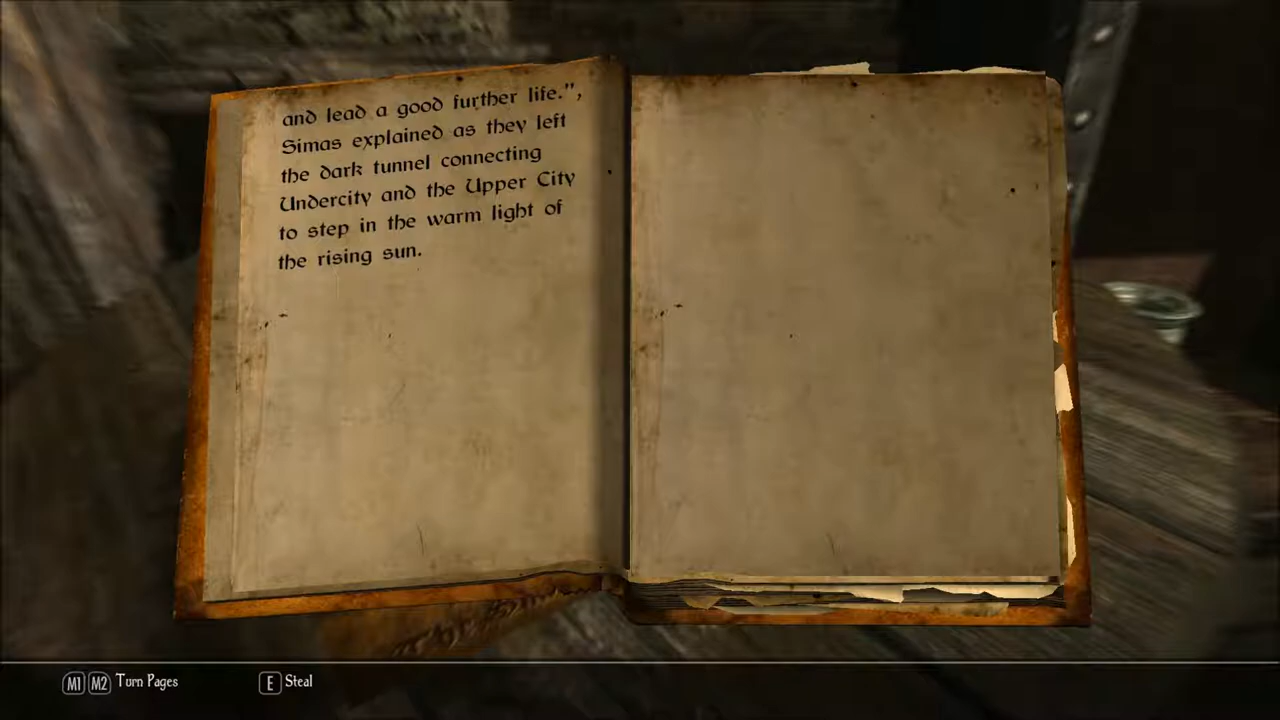 and lead a good further life.”,
Simas explained as they left
the dark tunnel connecting
Undercity and the Upper City
to step in the warm light of
the rising sun.
M1 M2 Turn Pages
E Steal